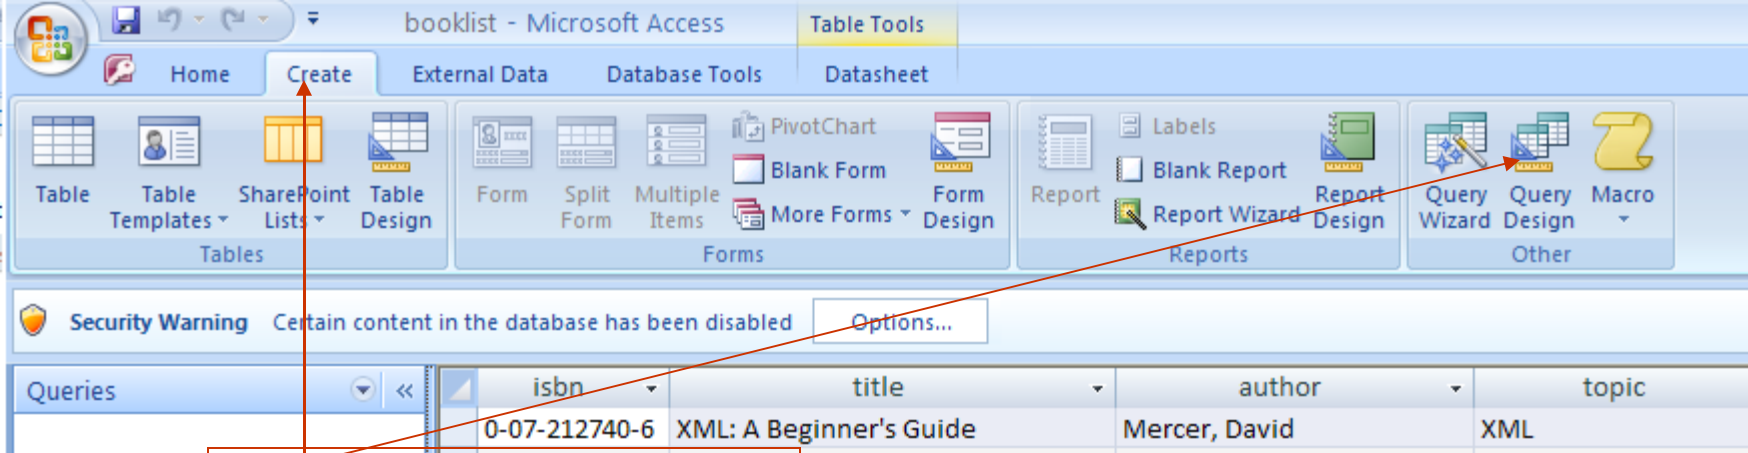 booklist - Microsoft Access
Table Tools
Home
Create
External Data
Database Tools
Datasheet
Table
Table
Templates
SharePoint
Lists
Table
Design
Tables
Form
Split
Form
Multiple
Items
PivotChart
Blank Form
More Forms
Form
Design
Forms
Report
Labels
Blank Report
Report Wizard
Report
Design
Reports
Query
Wizard
Query
Design
Macro
Other
Security Warning Certain content in the database has been disabled Options...
Queries «
isbn title author topic
0-07-212740-6 XML: A Beginner's Guide Mercer, David XML